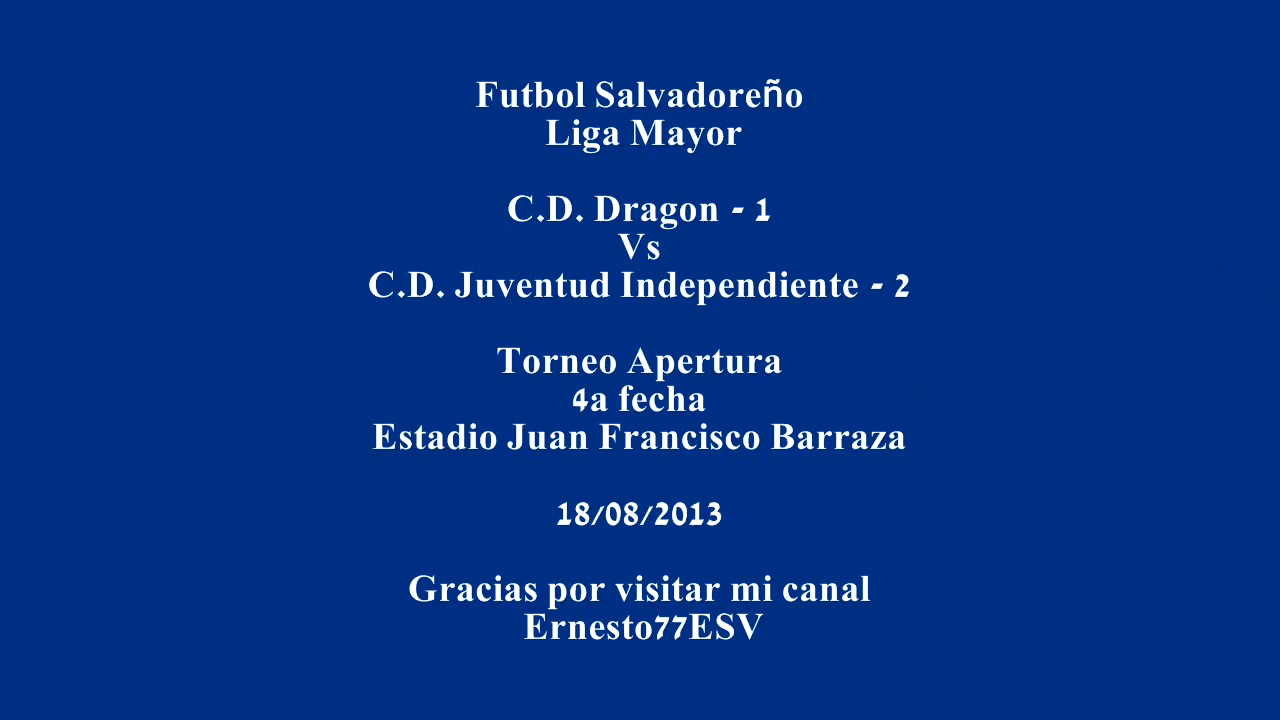 Futbol Salvadoreño
Liga Mayor
C.D. Dragon - 1
Vs
C.D. Juventud Independiente - 2
Torneo Apertura
4a fecha
Estadio Juan Francisco Barraza
18/08/2013
Gracias por visitar mi canal
Ernesto77ESV